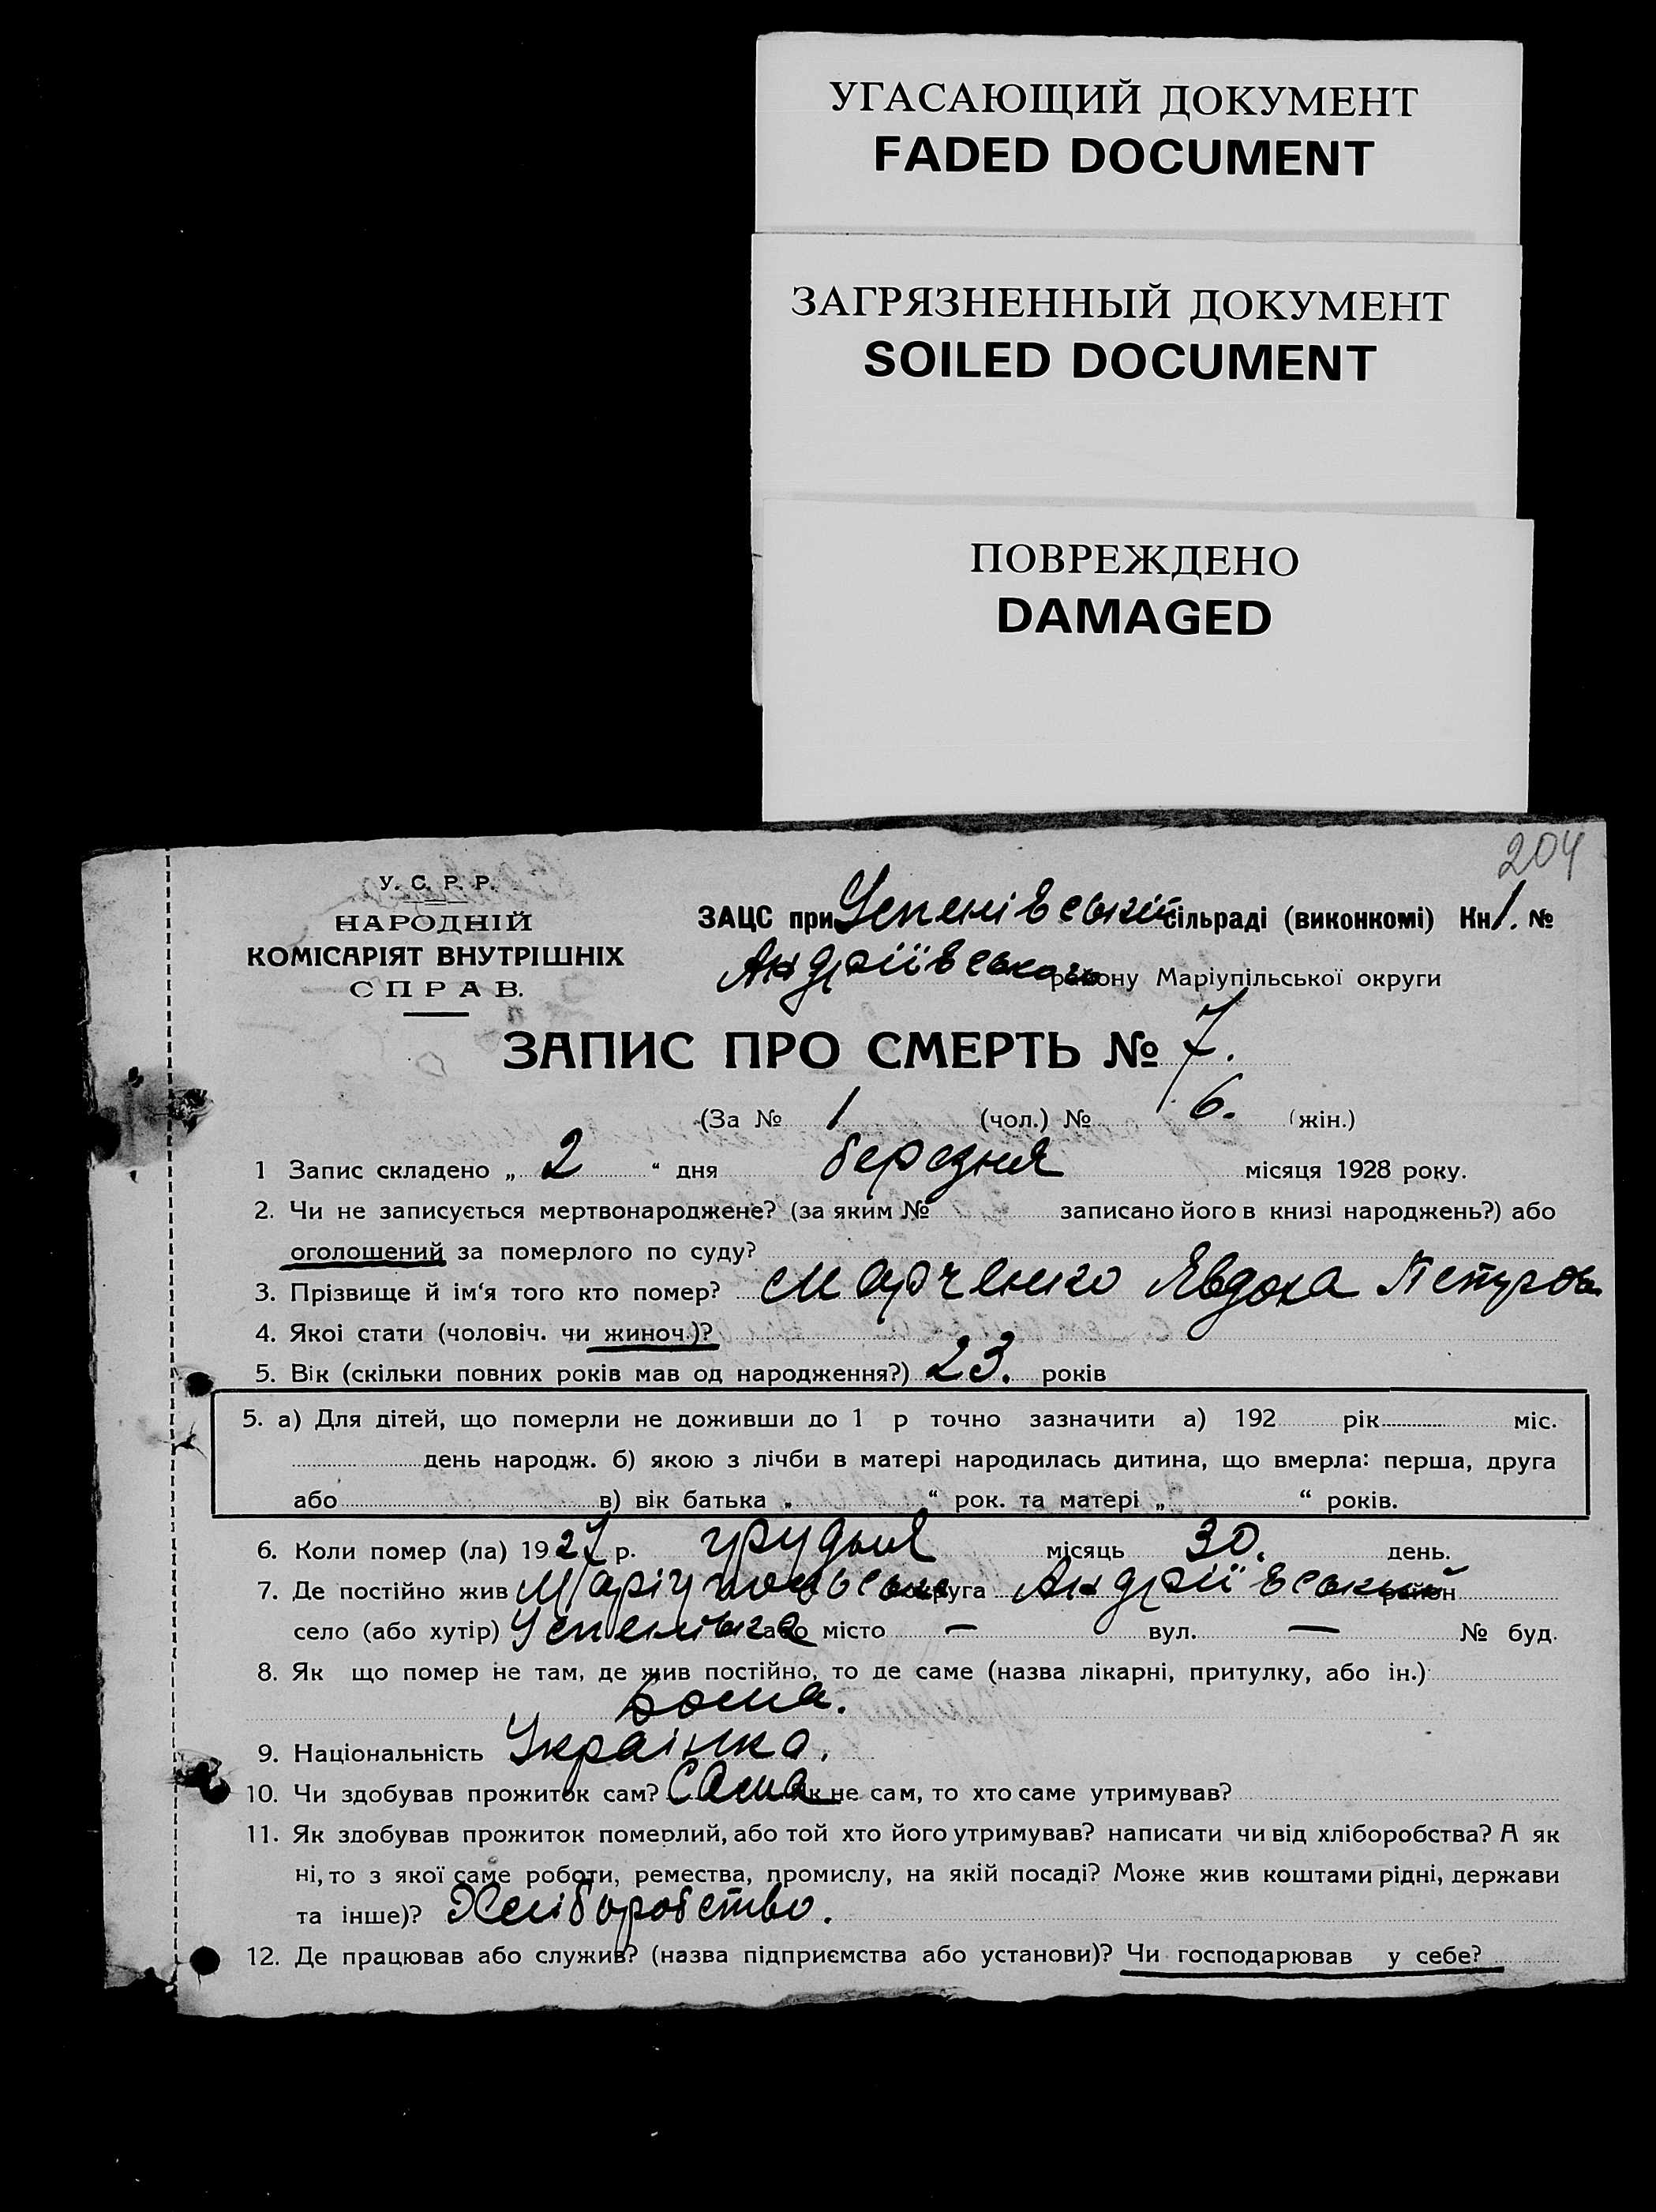 УГАСАЮЩИЙ ДОКУМЕНТ
FADED DOCUMENT
ЗАГРЯЗНЕННЫЙ ДОКУМЕНТ
SOILED DOCUMENT
ПОВРЕЖДЕНО
DAMAGED
204
У. С. Р. Р.
НАРОДНІЙ
КОМІСАРІЯТ ВНУТРІШНІХ
СПРАВ.
ЗАЦС при Успенівській сільраді (виконкомі) Кн 1. №
Андріївського району Маріупільської округи
ЗАПИС ПРО СМЕРТЬ № 7.
(За № 1 (чол.) № 6. (жін.)
1 Запис складено „ 2 “ дня березня місяця 1928 року.
2. Чи не записується мертвонароджене? (за яким № записано його в книзі народжень?) або
оголошений за померлого по суду?
3. Прізвище й ім‘я того кто помер? Марченко Явдоха Петрова
4. Якоі стати (чоловіч. чи жиноч.)?
5. Вік (скільки повних років мав од народження?) 23. років
5. а) Для дітей, що померли не доживши до 1 р точно зазначити а) 192 рік міс.
день народж. б) якою з лічби в матері народилась дитина, що вмерла: перша, друга
або в) вік батька „ “ рок. та матері „ “ років.
6. Коли помер (ла) 1927 р. грудня місяць 30. день.
7. Де постійно жив Маріупольська округа Андріївський район
село (або хутір) Успенівка або місто — вул. — № буд.
8. Як що помер не там, де жив постійно, то де саме (назва лікарні, притулку, або ін.)
Дома.
9. Національність Українка.
10. Чи здобував прожиток сам? Сама як не сам, то хто саме утримував?
11. Як здобував прожиток померлий, або той хто його утримував? написати чи від хліборобства? А як
ні, то з якої саме роботи, ремества, промислу, на якій посаді? Може жив коштами рідні, держави
та інше)? Хліборобство.
12. Де працював або служив? (назва підприємства або установи)? Чи господарював у себе?